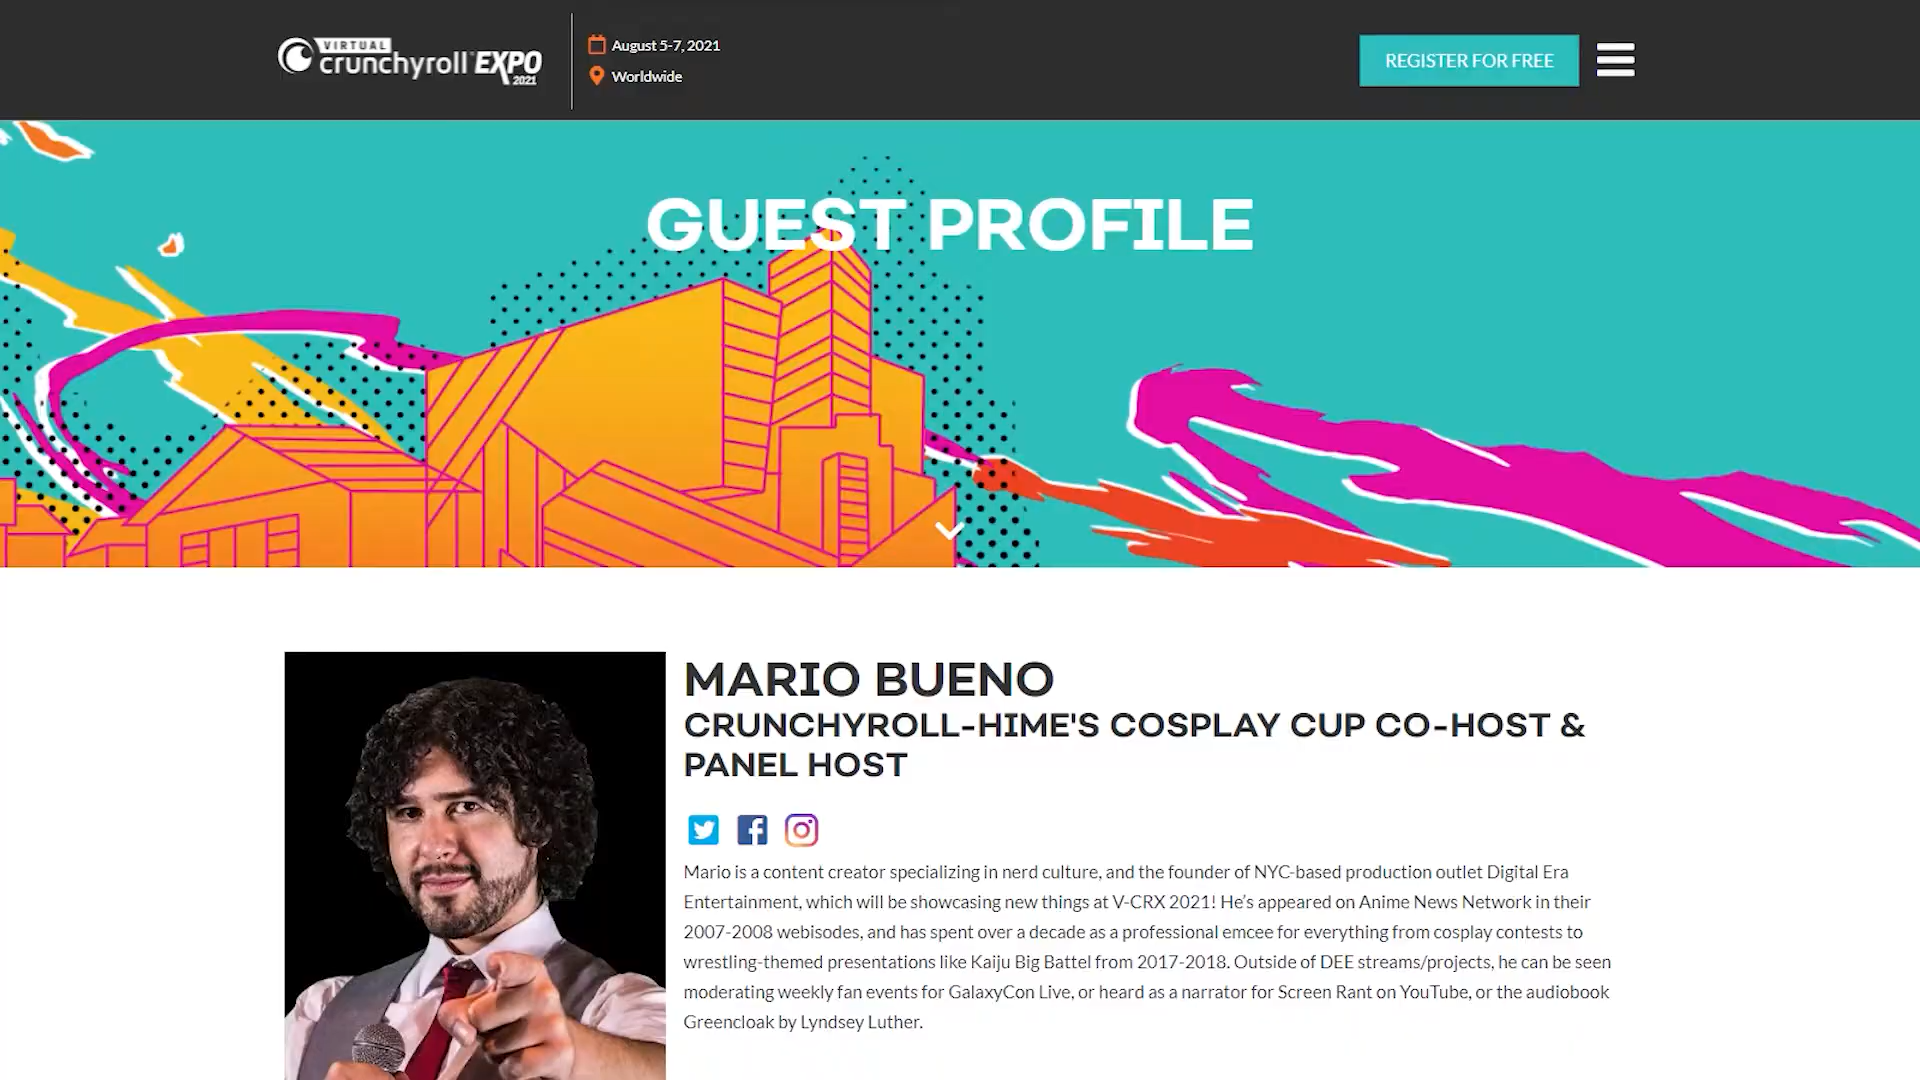 VIRTUAL
crunchyroll EXPO
2021
August 5-7, 2021
Worldwide
REGISTER FOR FREE
GUEST PROFILE
MARIO BUENO
CRUNCHYROLL-HIME'S COSPLAY CUP CO-HOST &
PANEL HOST
Mario is a content creator specializing in nerd culture, and the founder of NYC-based production outlet Digital Era
Entertainment, which will be showcasing new things at V-CRX 2021! He's appeared on Anime News Network in their
2007-2008 webisodes, and has spent over a decade as a professional emcee for everything from cosplay contests to
wrestling-themed presentations like Kaiju Big Battel from 2017-2018. Outside of DEE streams/projects, he can be seen
moderating weekly fan events for GalaxyCon Live, or heard as a narrator for Screen Rant on YouTube, or the audiobook
Greencloak by Lyndsey Luther.